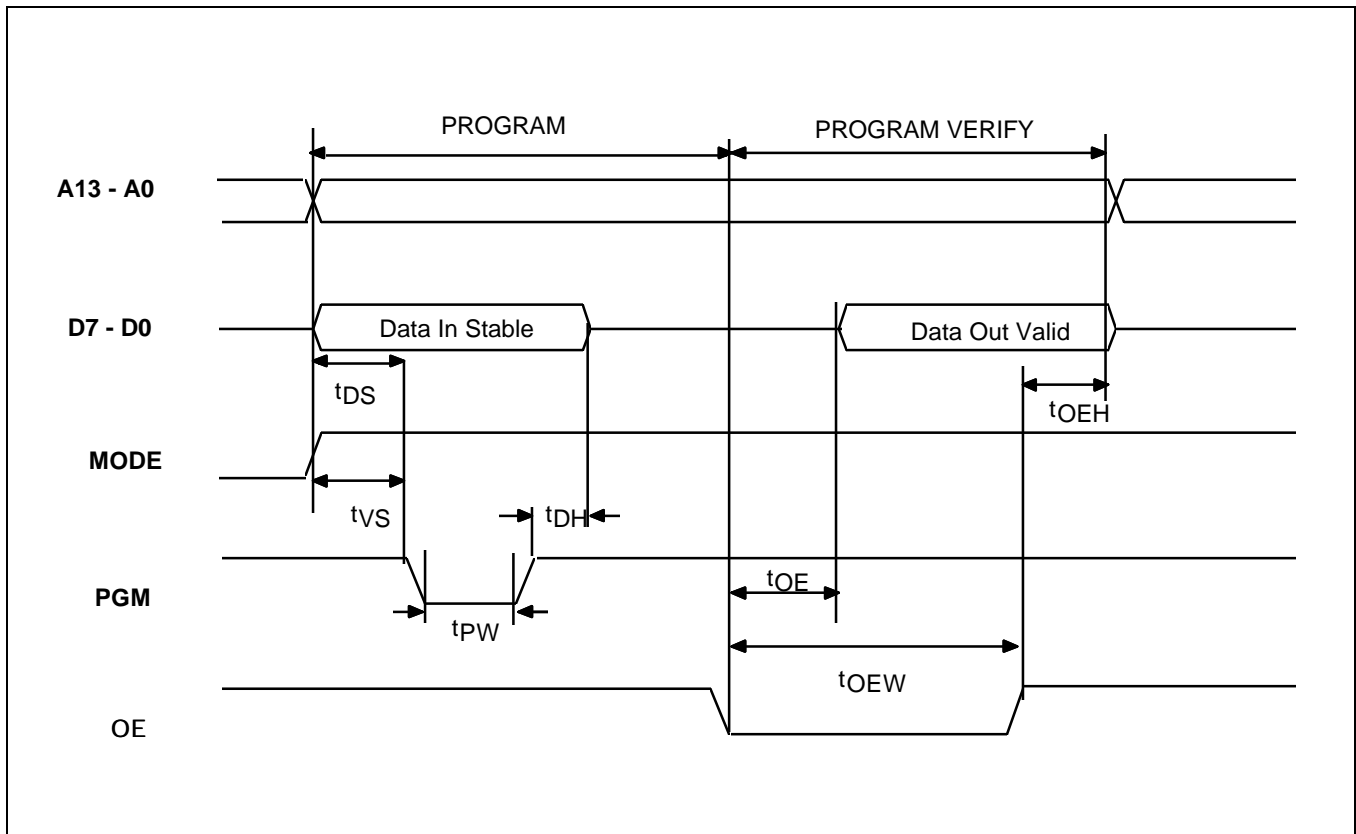 PROGRAM
PROGRAM VERIFY
A13 - A0
D7 - D0
Data In Stable
Data Out Valid
tDS
tOEH
MODE
tVS
tDH
PGM
tOE
tPW
tOEW
OE